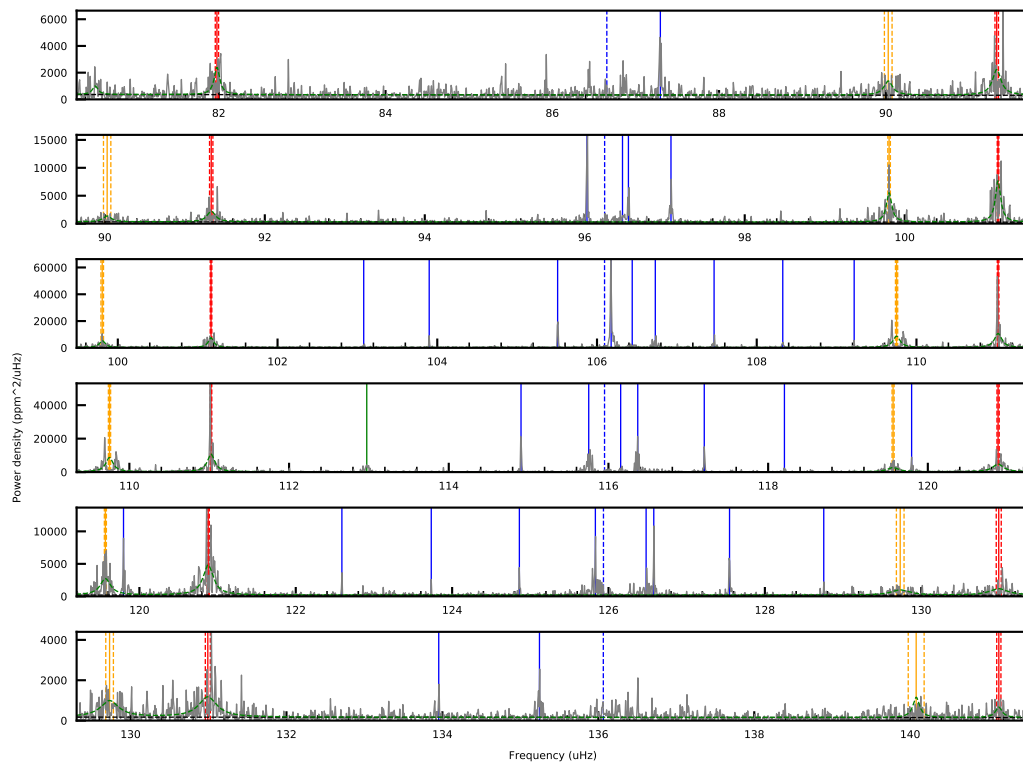 6000
4000
2000
0
82 84 86 88 90
15000
10000
5000
0
90 92 94 96 98 100
60000
40000
20000
0
100 102 104 106 108 110
40000
20000
0
110 112 114 116 118 120
10000
5000
0
120 122 124 126 128 130
4000
2000
0
130 132 134 136 138 140
Power density (ppm^2/uHz)
Frequency (uHz)